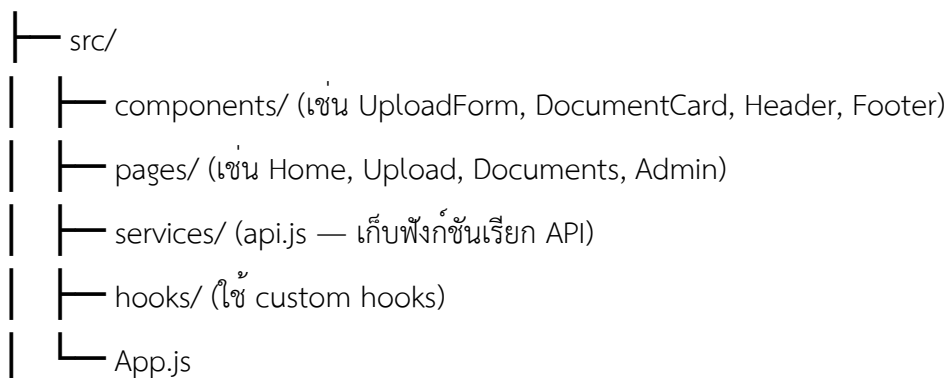 ├── src/
│ ├── components/ (เช่น UploadForm, DocumentCard, Header, Footer)
│ ├── pages/ (เช่น Home, Upload, Documents, Admin)
│ ├── services/ (api.js — เก็บฟังก์ชันเรียก API)
│ ├── hooks/ (ใช้ custom hooks)
│ └── App.js